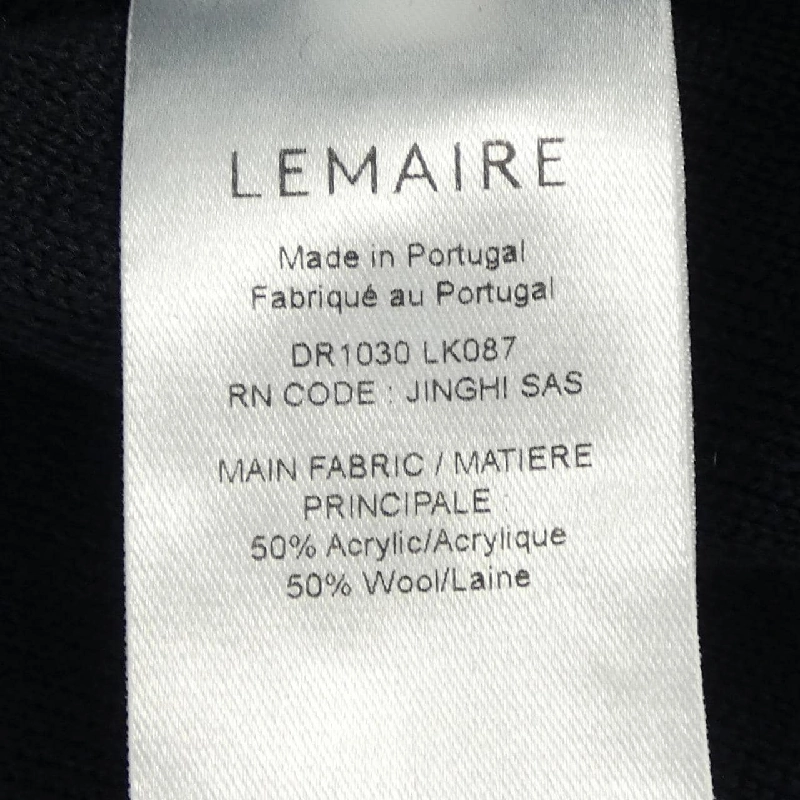 LEMAIRE
Made in Portugal
Fabriqué au Portugal
DR1030 LK087
RN CODE : JINGHI SAS
MAIN FABRIC / MATIERE
PRINCIPALE
50% Acrylic/Acrylique
50% Wool/Laine